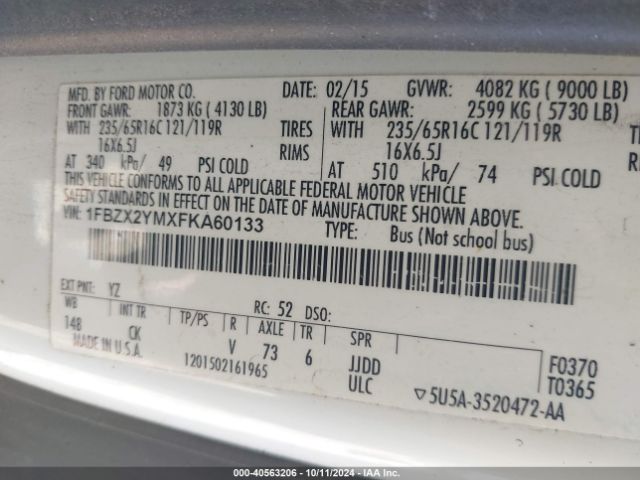 MFD. BY FORD MOTOR CO. DATE: 02/15 GVWR: 4082 KG ( 9000 LB)
FRONT GAWR: 1873 KG ( 4130 LB) REAR GAWR: 2599 KG ( 5730 LB)
WITH 235/65R16C 121/119R TIRES WITH 235/65R16C 121/119R TIRE
16X6.5J RIMS 16X6.5J RIMS
AT 340 kPa/ 49 PSI COLD AT 510 kPa/ 74 PSI COLD
THIS VEHICLE CONFORMS TO ALL APPLICABLE FEDERAL MOTOR VEHICLE
SAFETY STANDARDS IN EFFECT ON THE DATE OF MANUFACTURE SHOWN ABOVE.
VIN: 1FBZX2YMXFKA60133 TYPE: Bus (Not school bus)
EXT PNT: YZ RC: 52 DSO:
WB INT TR TP/PS R AXLE TR SPR
148 CK V 73 6 JJDD F0370
MADE IN U.S.A. 1201502161965 ULC T0365
▽5U5A-3520472-AA
000-40563206 - 10/11/2024 - IAA Inc.